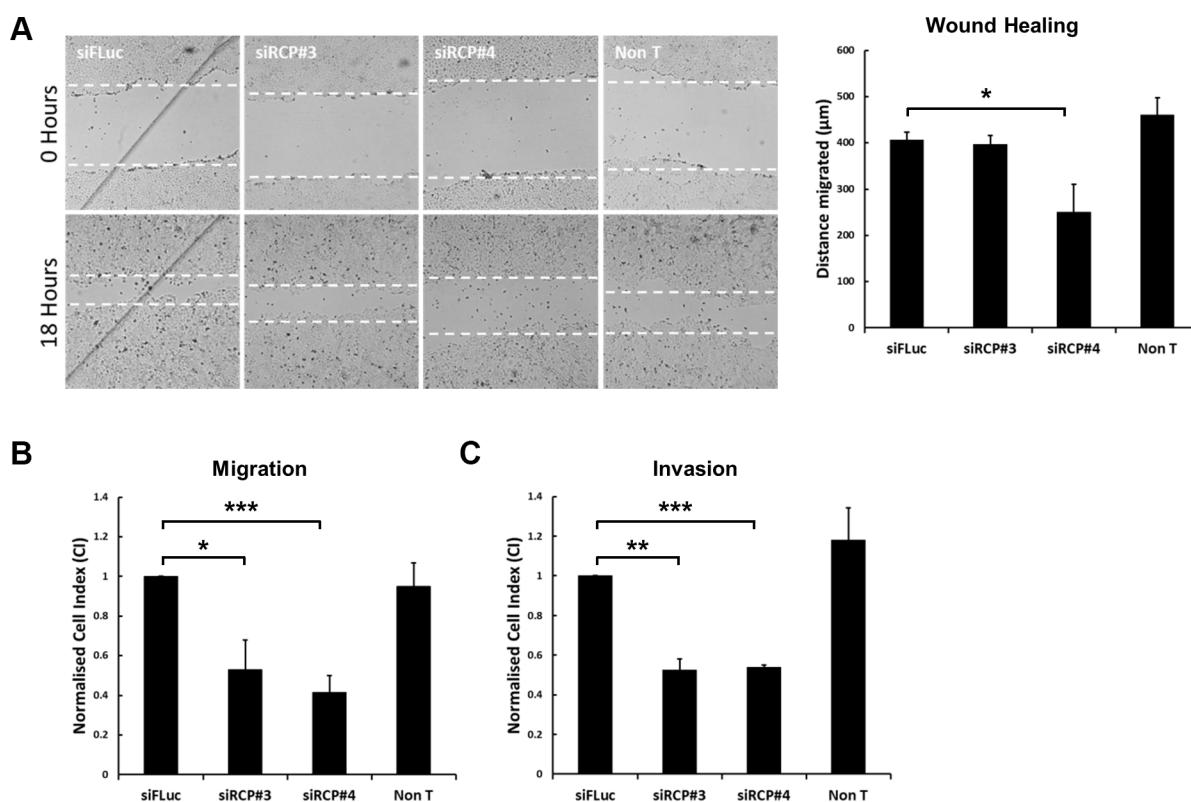 A
siFLuc
siRCP#3
siRCP#4
Non T
0 Hours
18 Hours
Wound Healing
Distance migrated (μm)
600
500
400
300
200
100
0
*
siFLuc
siRCP#3
siRCP#4
Non T
B
Migration
Normalised Cell Index (CI)
1.4
1.2
1
0.8
0.6
0.4
0.2
0
***
*
siFLuc
siRCP#3
siRCP#4
Non T
C
Invasion
Normalised Cell Index (CI)
1.4
1.2
1
0.8
0.6
0.4
0.2
0
***
**
siFLuc
siRCP#3
siRCP#4
Non T